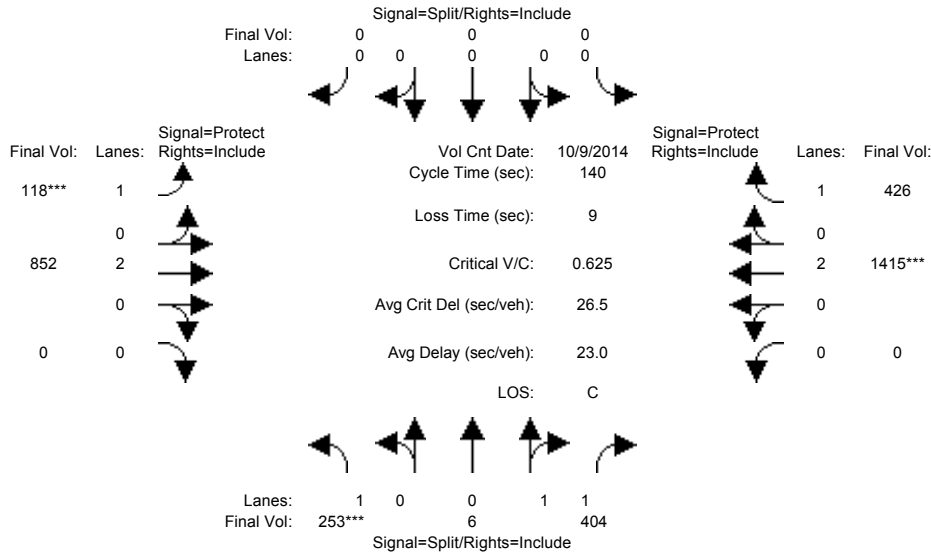 Signal=Split/Rights=Include
Final Vol: 0 0 0
Lanes: 0 0 0 0 0
Signal=Protect Signal=Protect
Final Vol: Lanes: Rights=Include Vol Cnt Date: 10/9/2014 Rights=Include Lanes: Final Vol:
Cycle Time (sec): 140
118*** 1 1 426
Loss Time (sec): 9
0 0
852 2 Critical V/C: 0.625 2 1415***
0 Avg Crit Del (sec/veh): 26.5 0
0 0 Avg Delay (sec/veh): 23.0 0 0
LOS: C
Lanes: 1 0 0 1 1
Final Vol: 253*** 6 404
Signal=Split/Rights=Include